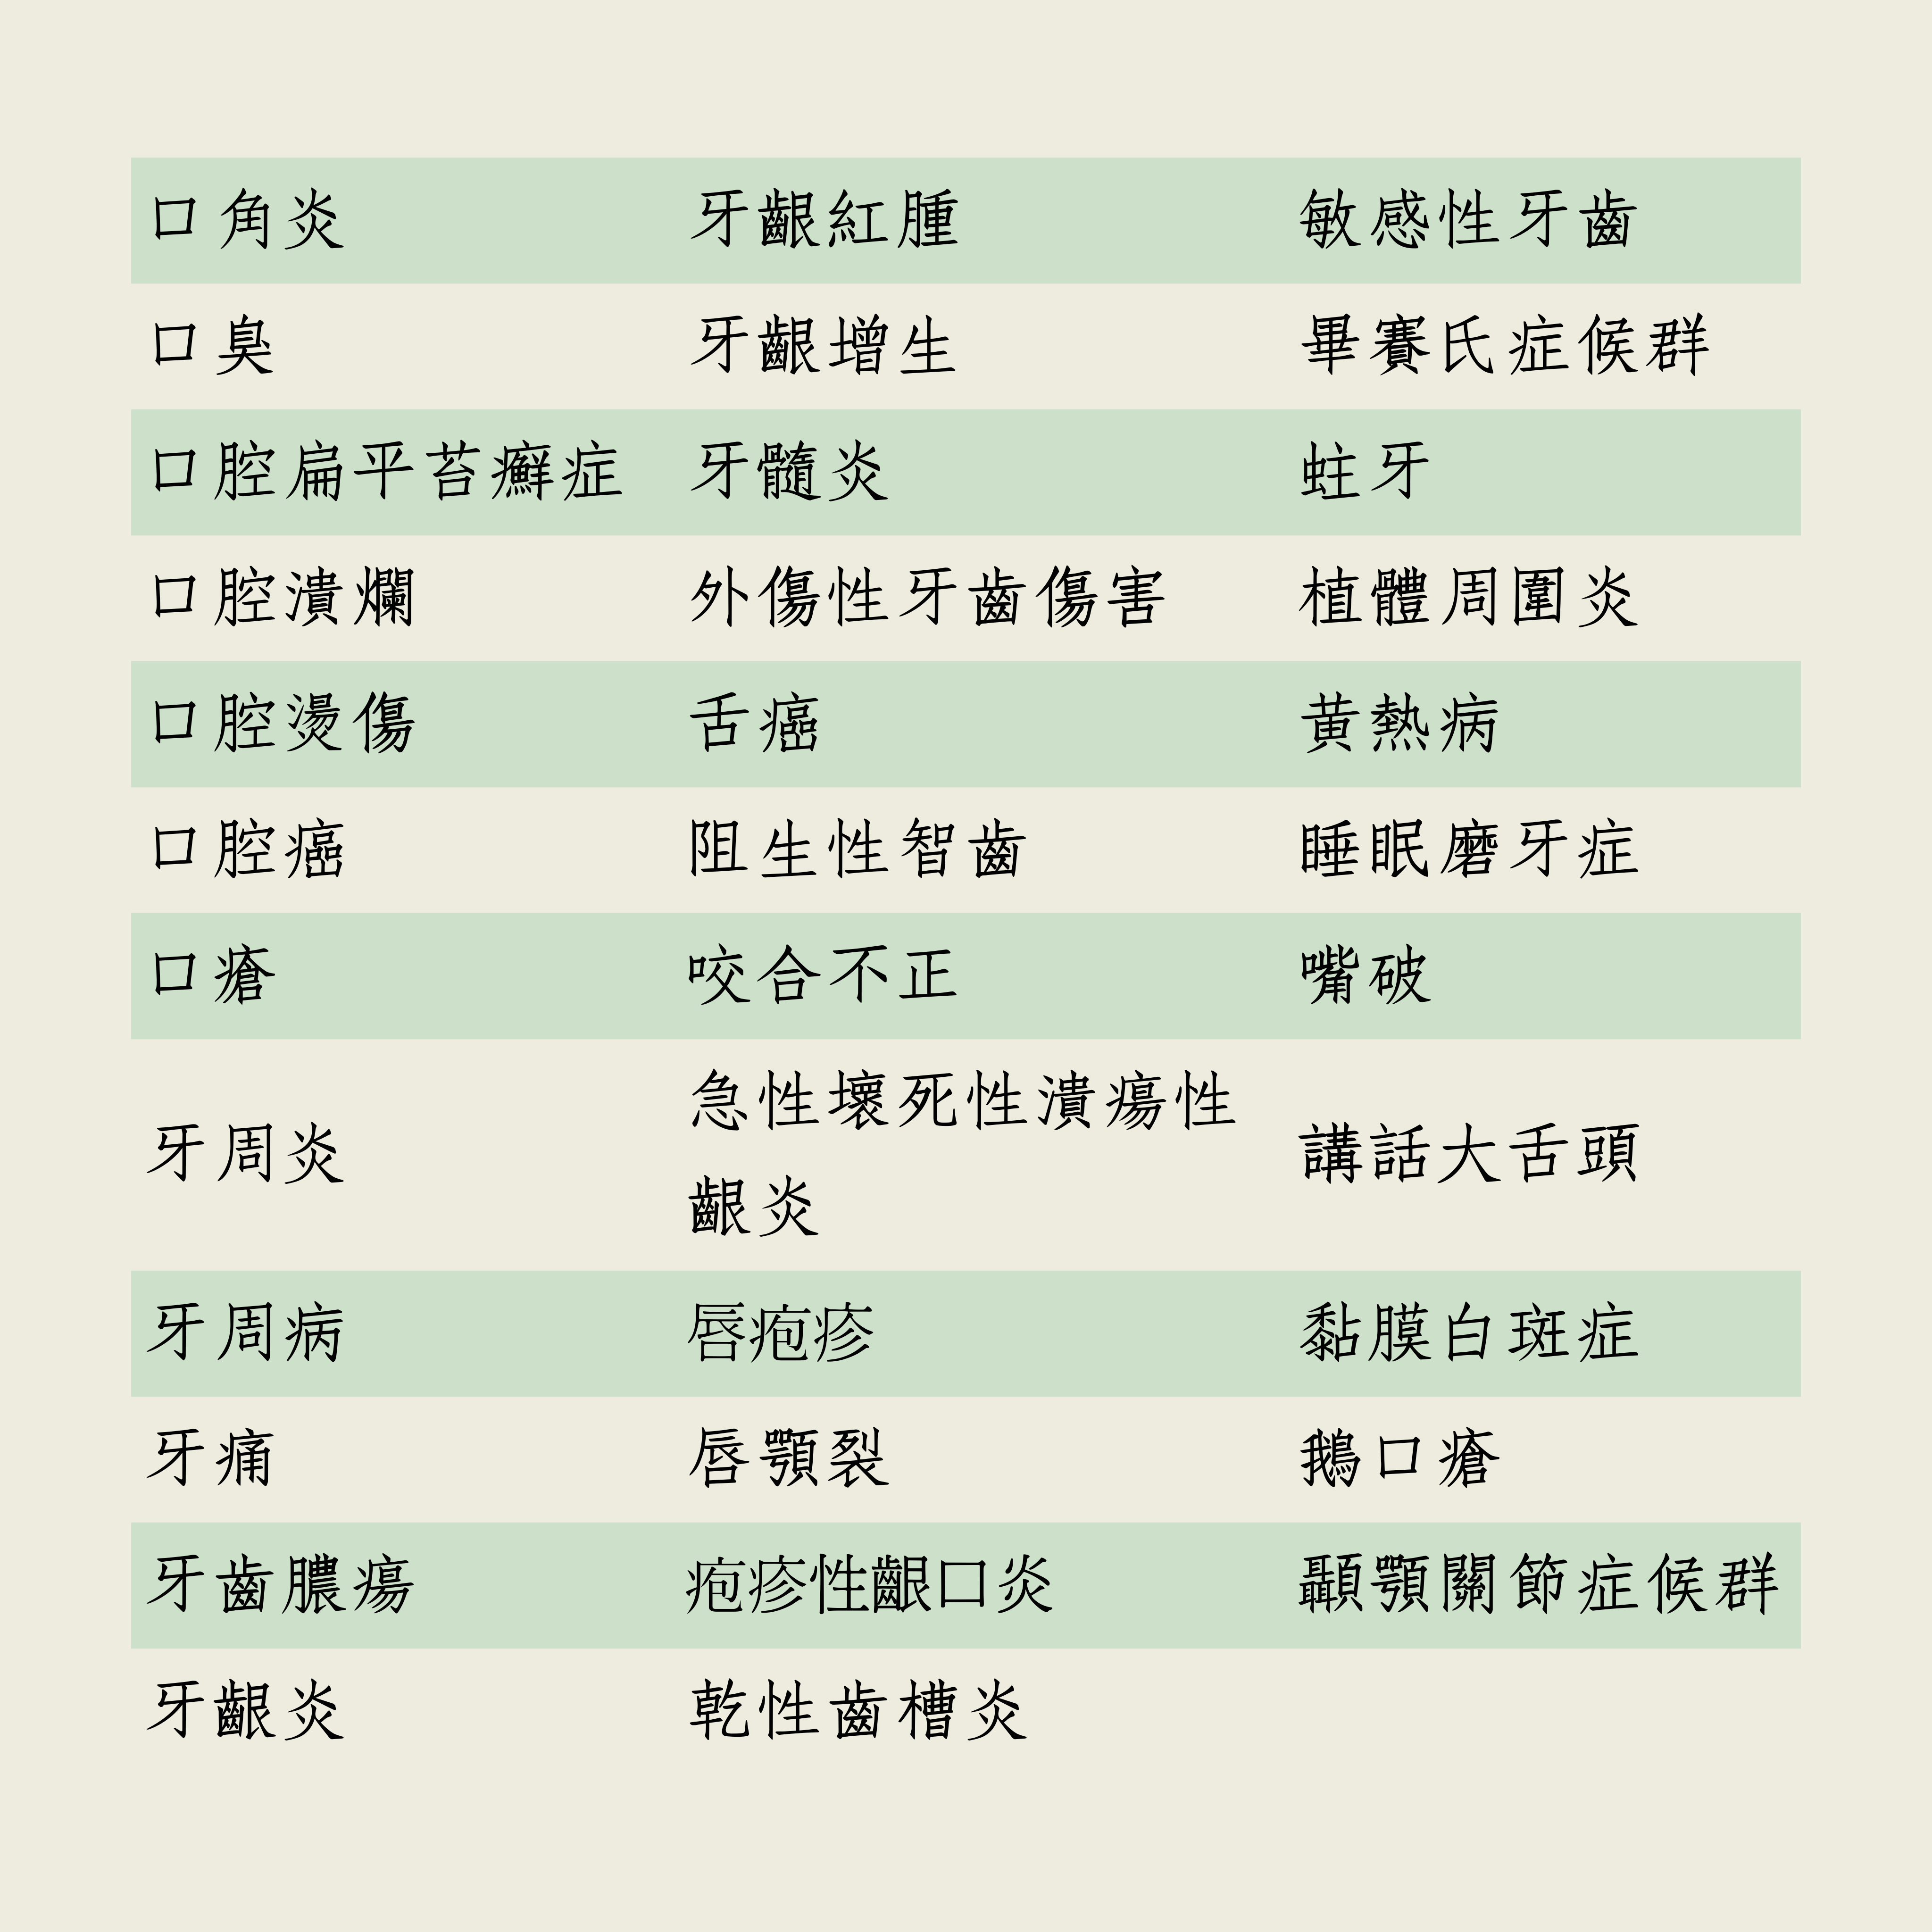 口角炎 牙齦紅腫 敏感性牙齒
口臭 牙齦增生 畢賽氏症候群
口腔扁平苔癬症 牙髓炎 蛀牙
口腔潰爛 外傷性牙齒傷害 植體周圍炎
口腔燙傷 舌癌 黃熱病
口腔癌 阻生性智齒 睡眠磨牙症
口瘡 咬合不正 嘴破
牙周炎 急性壞死性潰瘍性 講話大舌頭
齦炎
牙周病 唇疱疹 黏膜白斑症
牙痛 唇顎裂 鵝口瘡
牙齒膿瘍 疱疹性齦口炎 顳顎關節症候群
牙齦炎 乾性齒槽炎